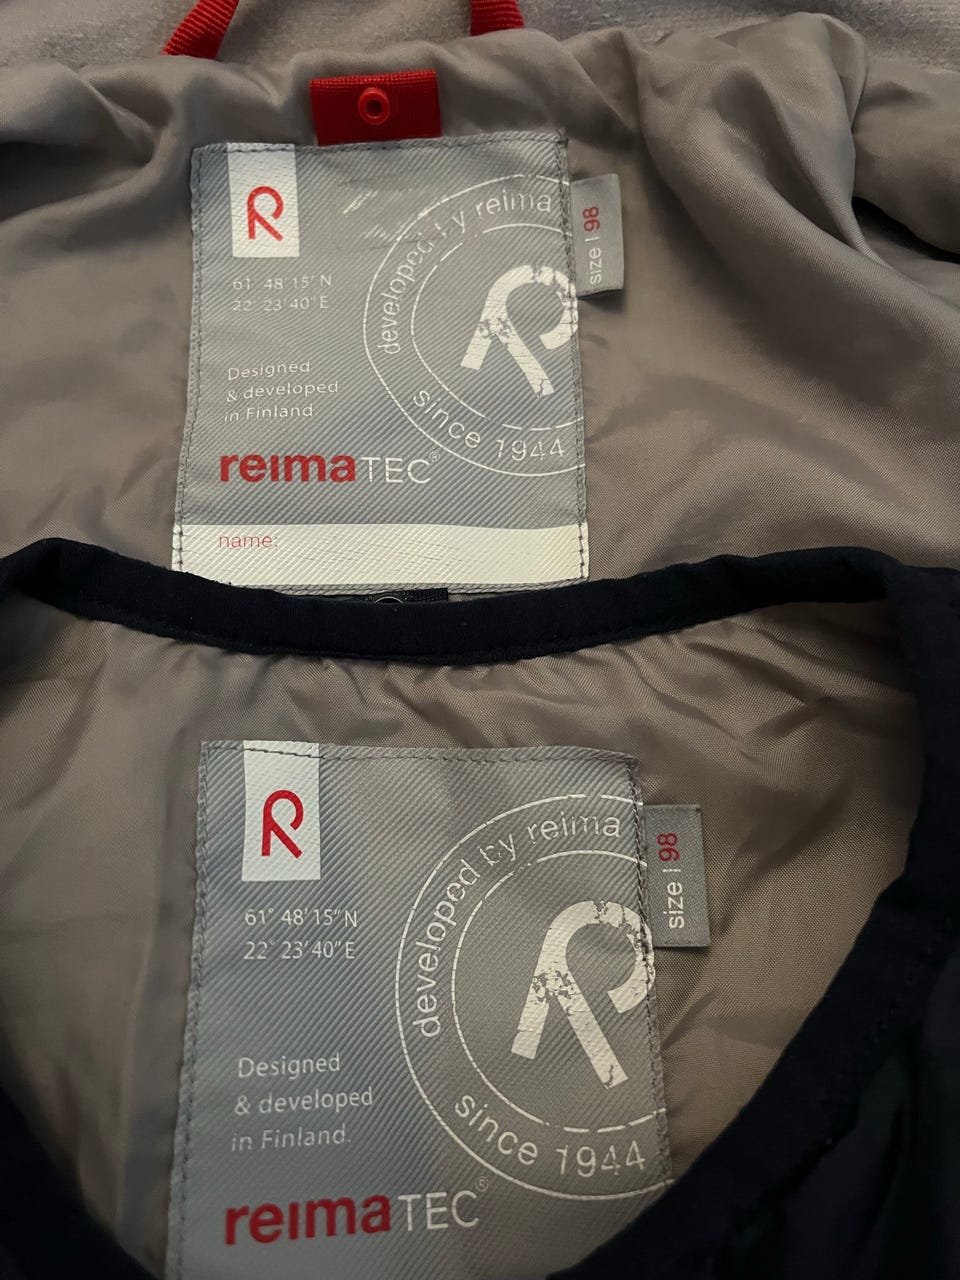 R
61° 48' 15" N
22° 23' 40" E
Designed
& developed
in Finland.
developed by reima
since 1944
size | 98
reimaTEC®
name:
R
61° 48' 15" N
22° 23' 40" E
Designed
& developed
in Finland.
developed by reima
since 1944
size | 98
reimaTEC®